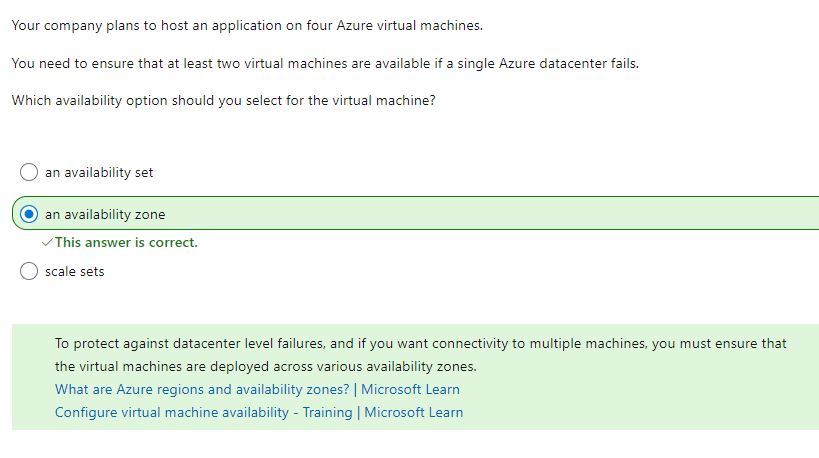 Your company plans to host an application on four Azure virtual machines.
You need to ensure that at least two virtual machines are available if a single Azure datacenter fails.
Which availability option should you select for the virtual machine?
an availability set
an availability zone
✓This answer is correct.
scale sets
To protect against datacenter level failures, and if you want connectivity to multiple machines, you must ensure that
the virtual machines are deployed across various availability zones.
What are Azure regions and availability zones? | Microsoft Learn
Configure virtual machine availability - Training | Microsoft Learn